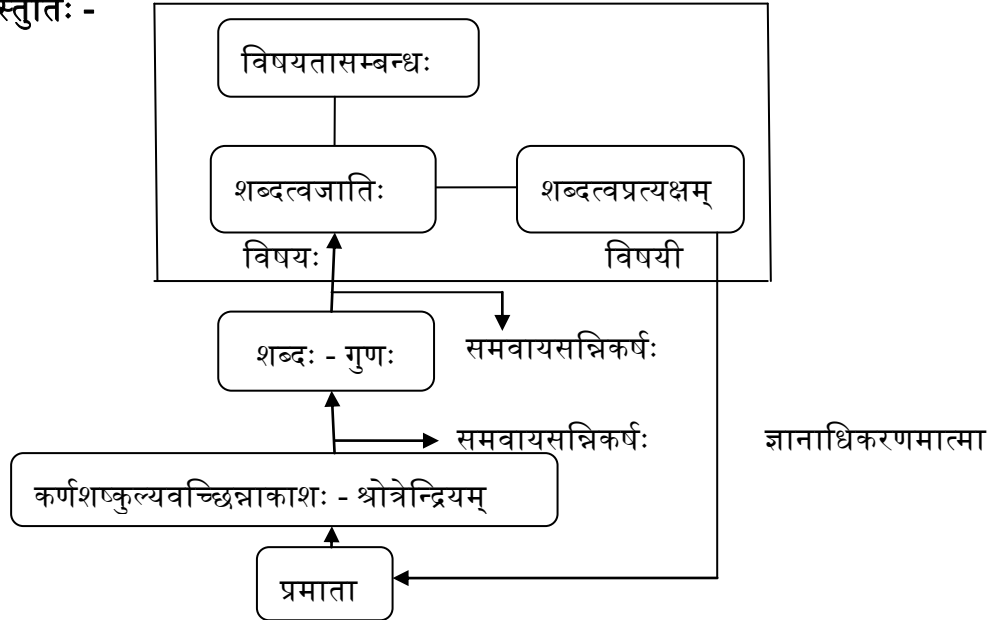 स्तुतिः -
विषयतासम्बन्धः
शब्दत्वजातिः
शब्दत्वप्रत्यक्षम्
विषयः
विषयी
शब्दः - गुणः
समवायसन्निकर्षः
समवायसन्निकर्षः
ज्ञानाधिकरणमात्मा
कर्णशष्कुल्यवच्छिन्नाकाशः - श्रोत्रेन्द्रियम्
प्रमाता